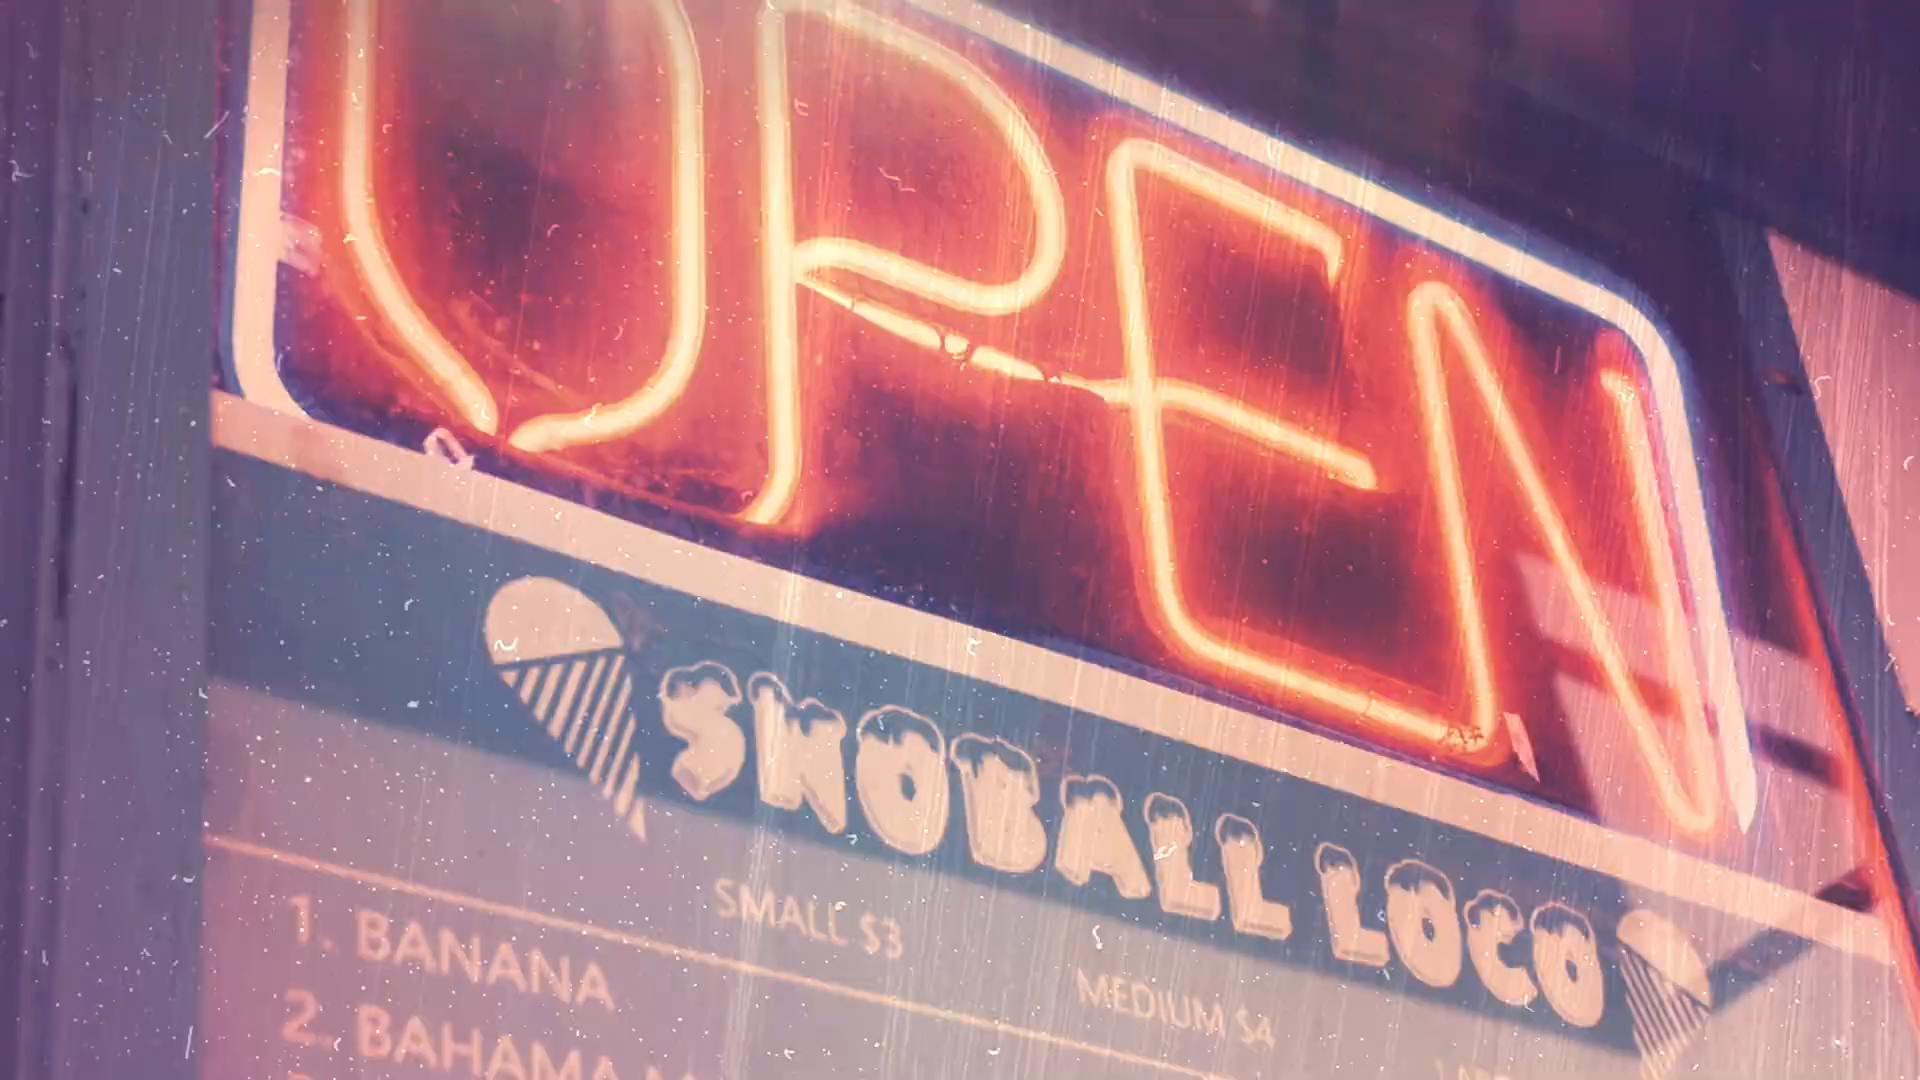 OPEN
SNOBALL LOCO
SMALL $3
MEDIUM $4
1. BANANA
2. BAHAMA